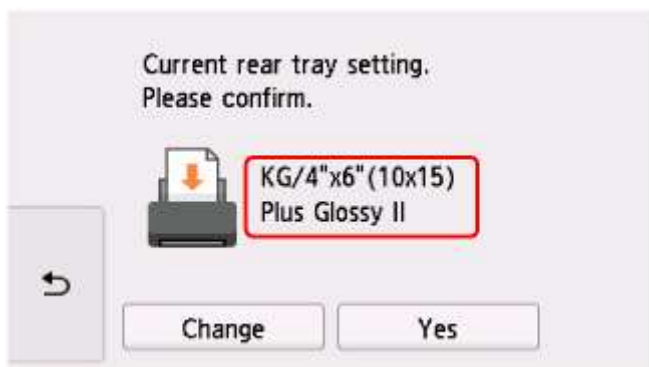 Current rear tray setting.
Please confirm.
KG/4"x6"(10x15)
Plus Glossy II
Change
Yes